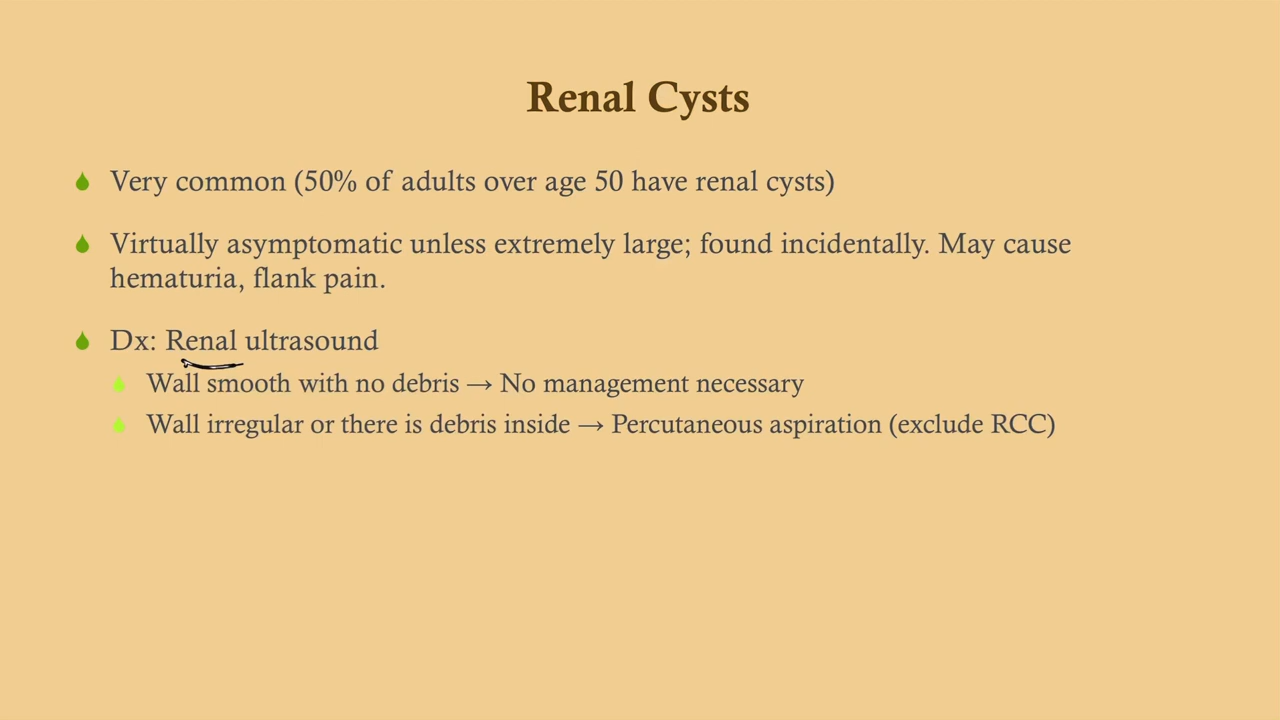 Renal Cysts
Very common (50% of adults over age 50 have renal cysts)
Virtually asymptomatic unless extremely large; found incidentally. May cause
hematuria, flank pain.
Dx: Renal ultrasound
Wall smooth with no debris → No management necessary
Wall irregular or there is debris inside → Percutaneous aspiration (exclude RCC)